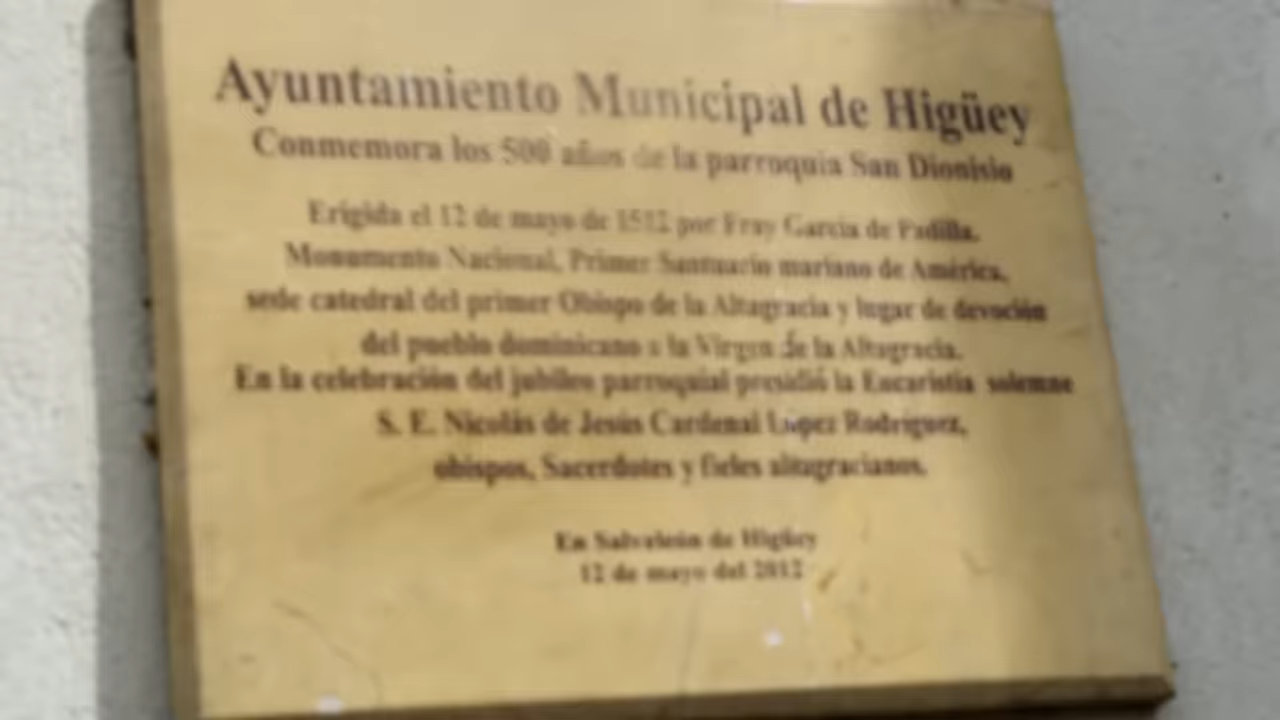 Ayuntamiento Municipal de Higüey
Conmemora los 500 años de la parroquia San Dionisio
Erigida el 12 de mayo de 1512 por Fray García de Padilla.
Monumento Nacional, Primer Santuario mariano de América,
sede catedral del primer Obispo de la Altagracia y lugar de devoción
del pueblo dominicano a la Virgen de la Altagracia.
En la celebración del jubileo parroquial presidió la Eucaristía solemne
S. E. Nicolás de Jesús Cardenal López Rodríguez,
obispos, Sacerdotes y fieles altagracianos.
En Salvaleón de Higüey
12 de mayo del 2012